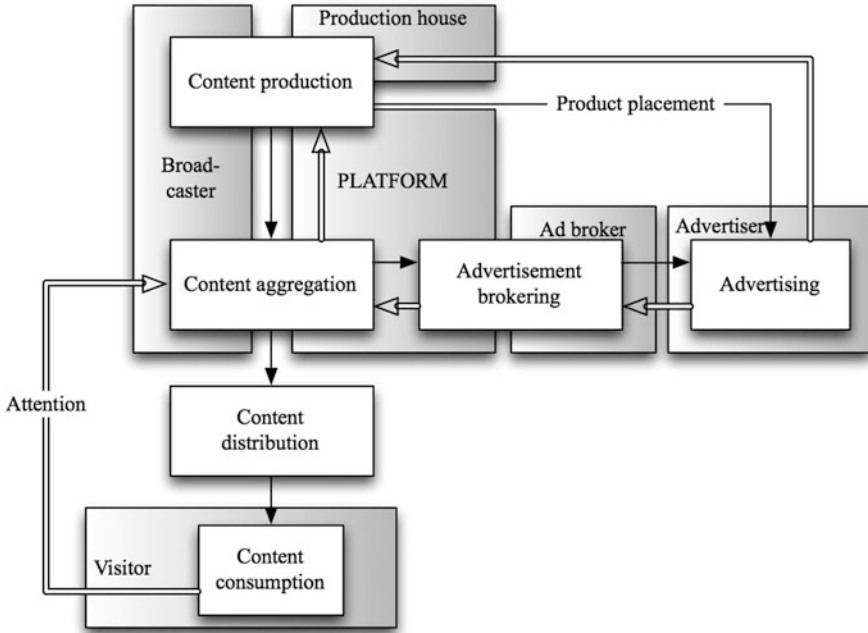 Production house
Content production
Product placement
Broad-
caster
PLATFORM
Ad broker
Advertiser
Content aggregation
Advertisement
brokering
Advertising
Attention
Content
distribution
Visitor
Content
consumption